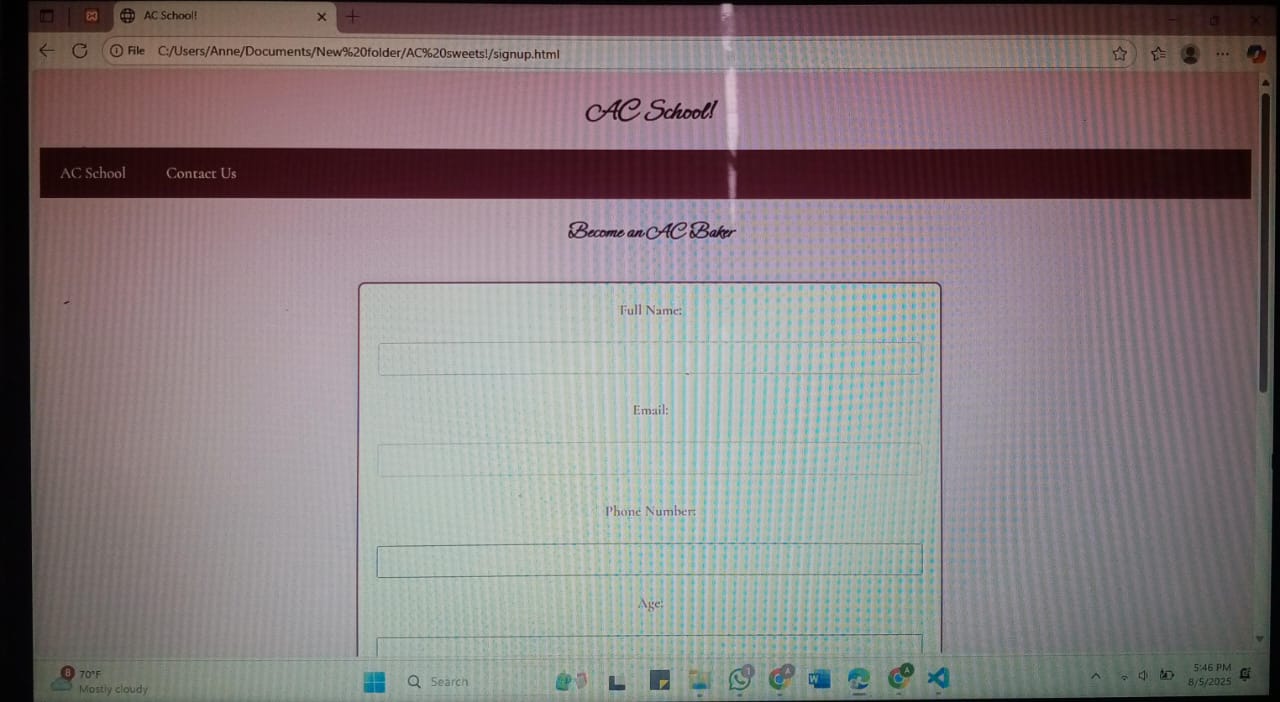 AC School!
File C:/Users/Anne/Documents/New%20folder/AC%20sweets!/signup.html
AC School!
AC School Contact Us
Become an AC Baker
Full Name:
Email:
Phone Number:
Age:
8 70°F
Mostly cloudy
Search
1
A
A
5:46 PM
8/5/2025